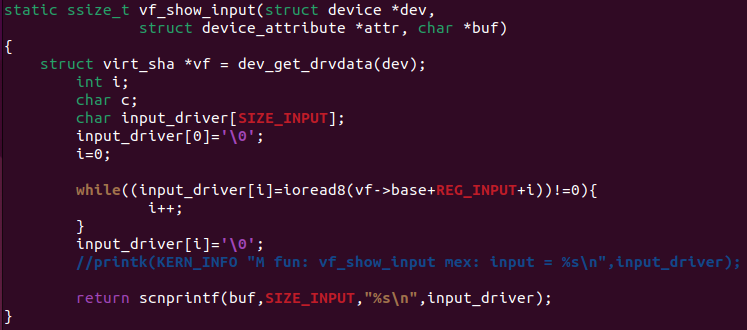 static ssize_t vf_show_input(struct device *dev,
struct device_attribute *attr, char *buf)
{
struct virt_sha *vf = dev_get_drvdata(dev);
int i;
char c;
char input_driver[SIZE_INPUT];
input_driver[0]='\0';
i=0;
while((input_driver[i]=ioread8(vf->base+REG_INPUT+i))!=0){
i++;
}
input_driver[i]='\0';
//printk(KERN_INFO "M fun: vf_show_input mex: input = %s\n",input_driver);
return scnprintf(buf,SIZE_INPUT,"%s\n",input_driver);
}